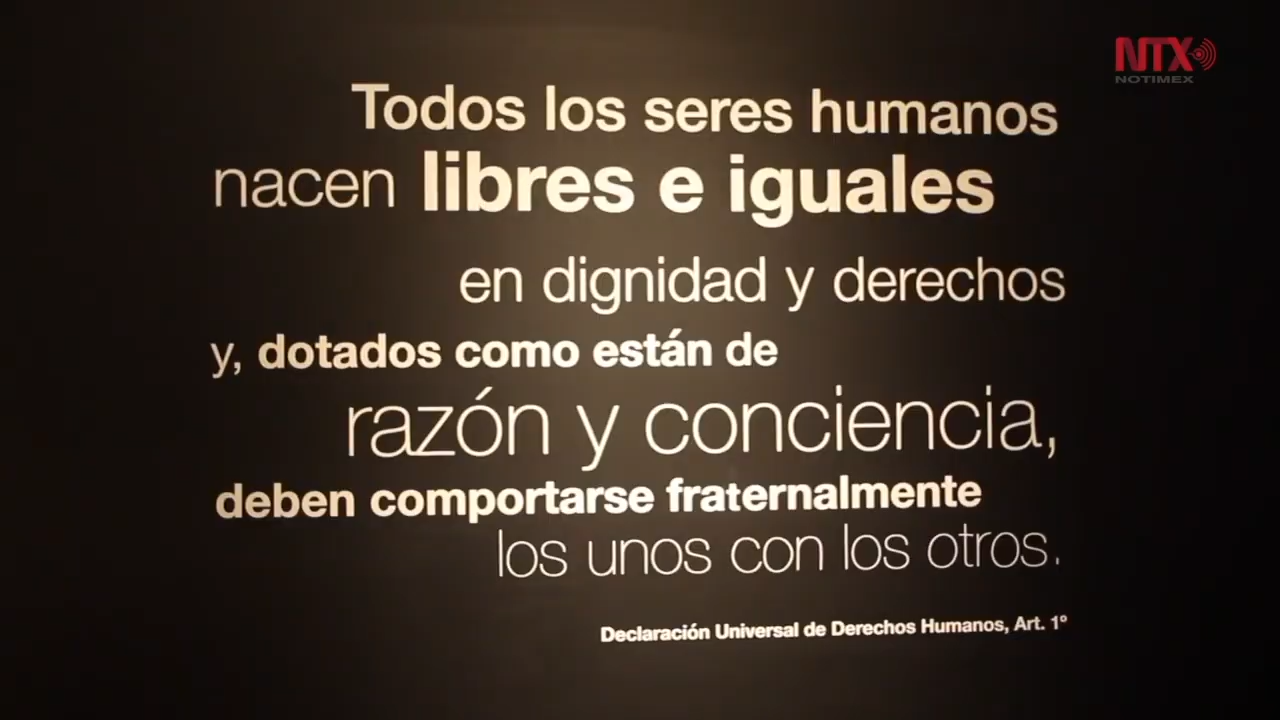 NTX
NOTIMEX
Todos los seres humanos
nacen libres e iguales
en dignidad y derechos
y, dotados como están de
razón y conciencia,
deben comportarse fraternalmente
los unos con los otros.
Declaración Universal de Derechos Humanos, Art. 1º